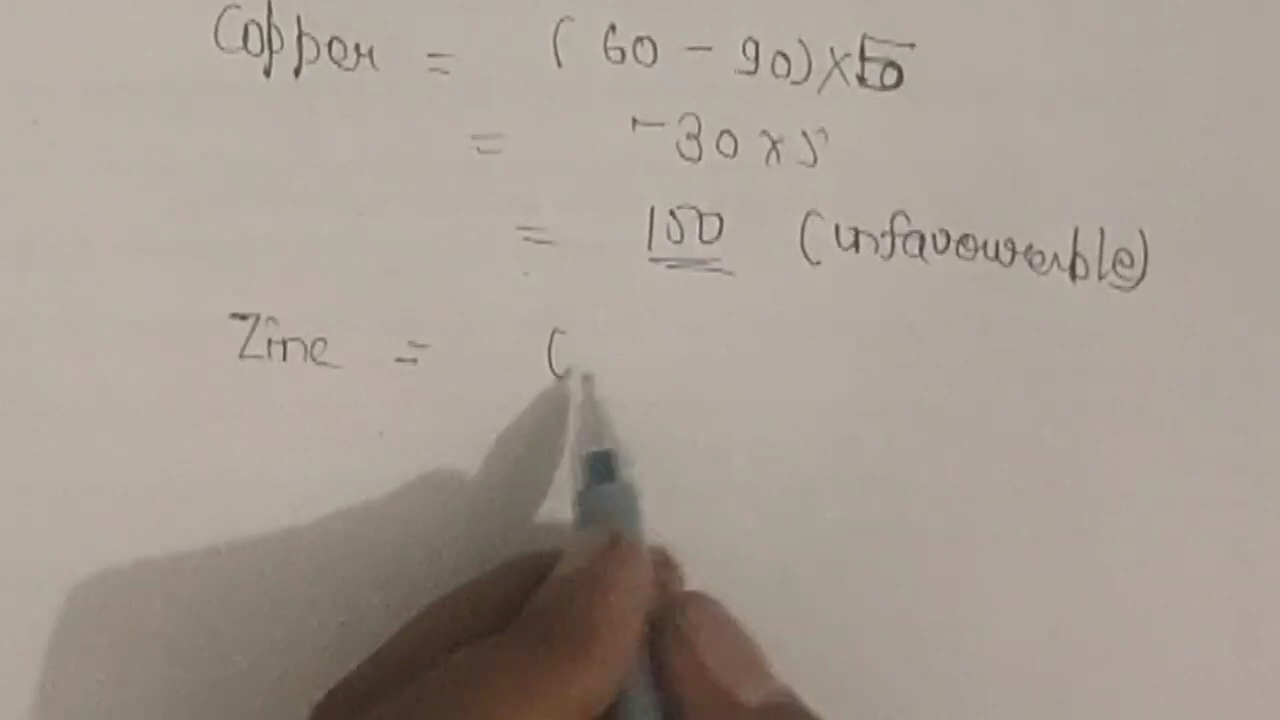 Copper = (60 - 90) × 50
= -30 × 5
= 150 (unfavourable)
Zinc = (